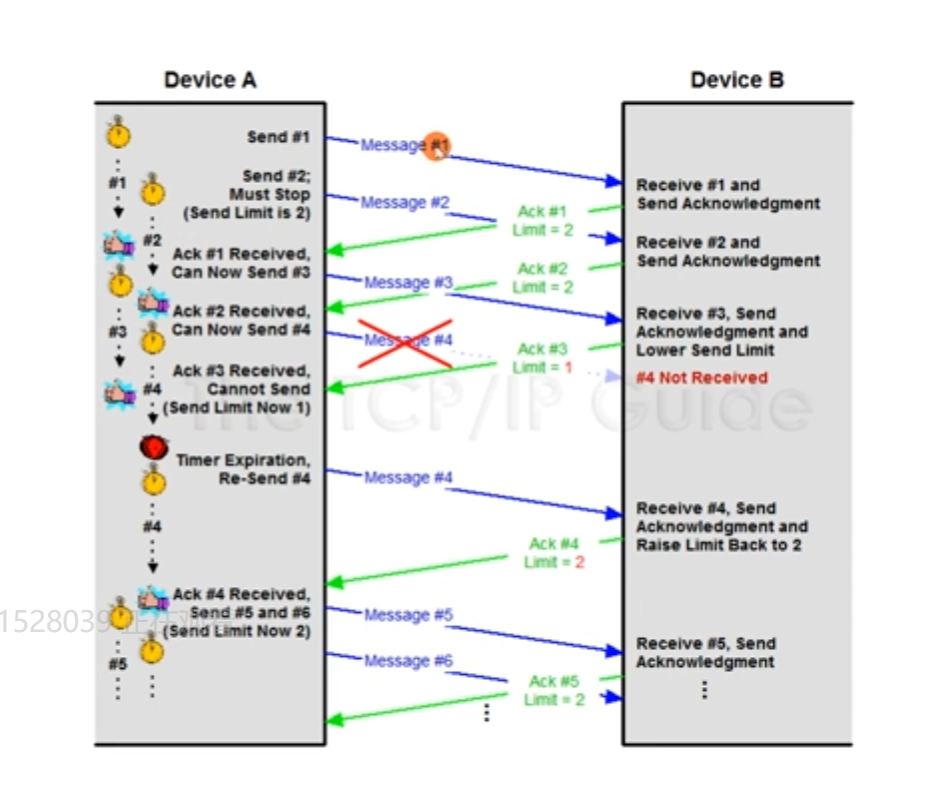 Device A
Device B
Send #1
Message #1
#1
Send #2;
Must Stop
(Send Limit is 2)
Message #2
Ack #1
Limit = 2
Receive #1 and
Send Acknowledgment
#2
Ack #1 Received,
Can Now Send #3
Message #3
Ack #2
Limit = 2
Receive #2 and
Send Acknowledgment
#3
Ack #2 Received,
Can Now Send #4
Message #4
Ack #3
Limit = 1
Receive #3, Send
Acknowledgment and
Lower Send Limit
#4 Not Received
#4
Ack #3 Received,
Cannot Send
(Send Limit Now 1)
The TCP/IP Guide
Timer Expiration,
Re-Send #4
Message #4
#4
Ack #4
Limit = 2
Receive #4, Send
Acknowledgment and
Raise Limit Back to 2
Ack #4 Received,
Send #5 and #6
(Send Limit Now 2)
1528039 正在观看
Message #5
Message #6
#5
Ack #5
Limit = 2
Receive #5, Send
Acknowledgment